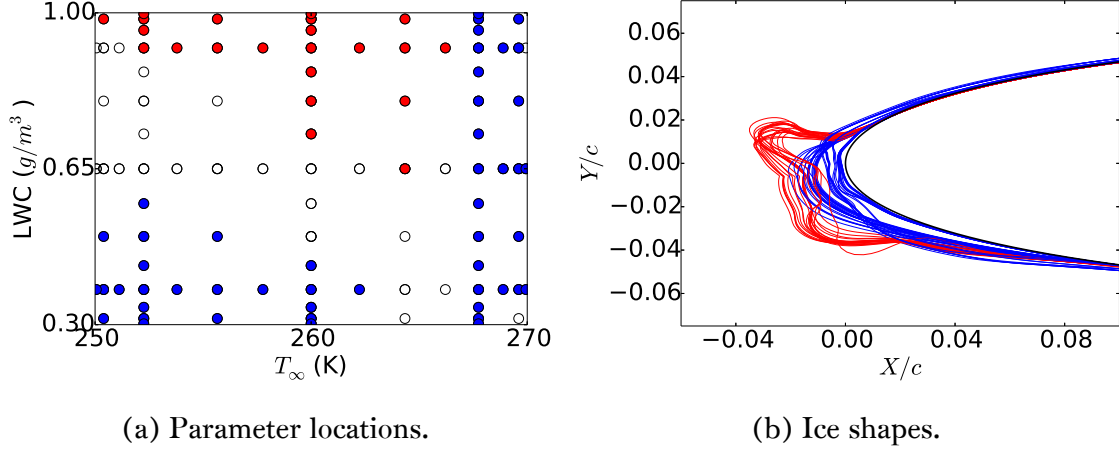 1.00
0.65
0.30
LWC (g/m³)
250
260
270
T∞ (K)
(a) Parameter locations.
0.06
0.04
0.02
0.00
−0.02
−0.04
−0.06
Y/c
−0.04
0.00
0.04
0.08
X/c
(b) Ice shapes.